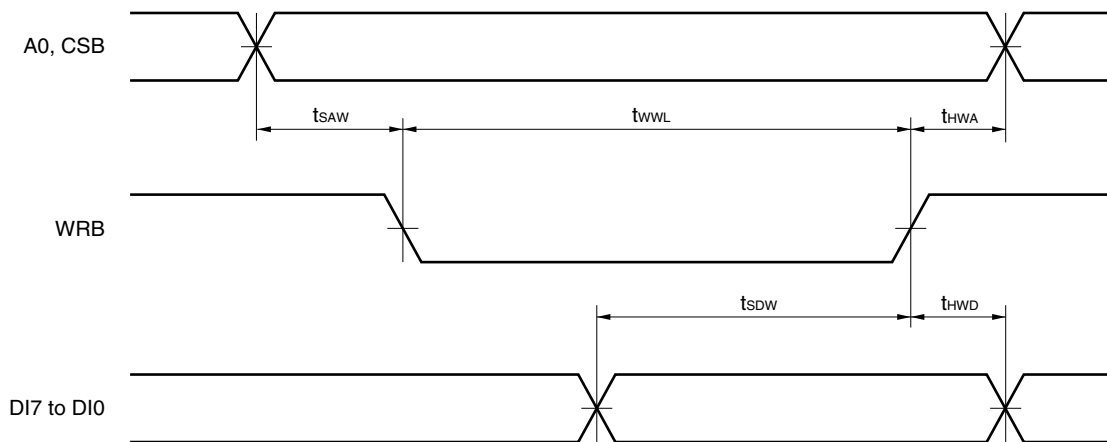 A0, CSB
tSAW tWWL tHWA
WRB
tSDW tHWD
DI7 to DI0